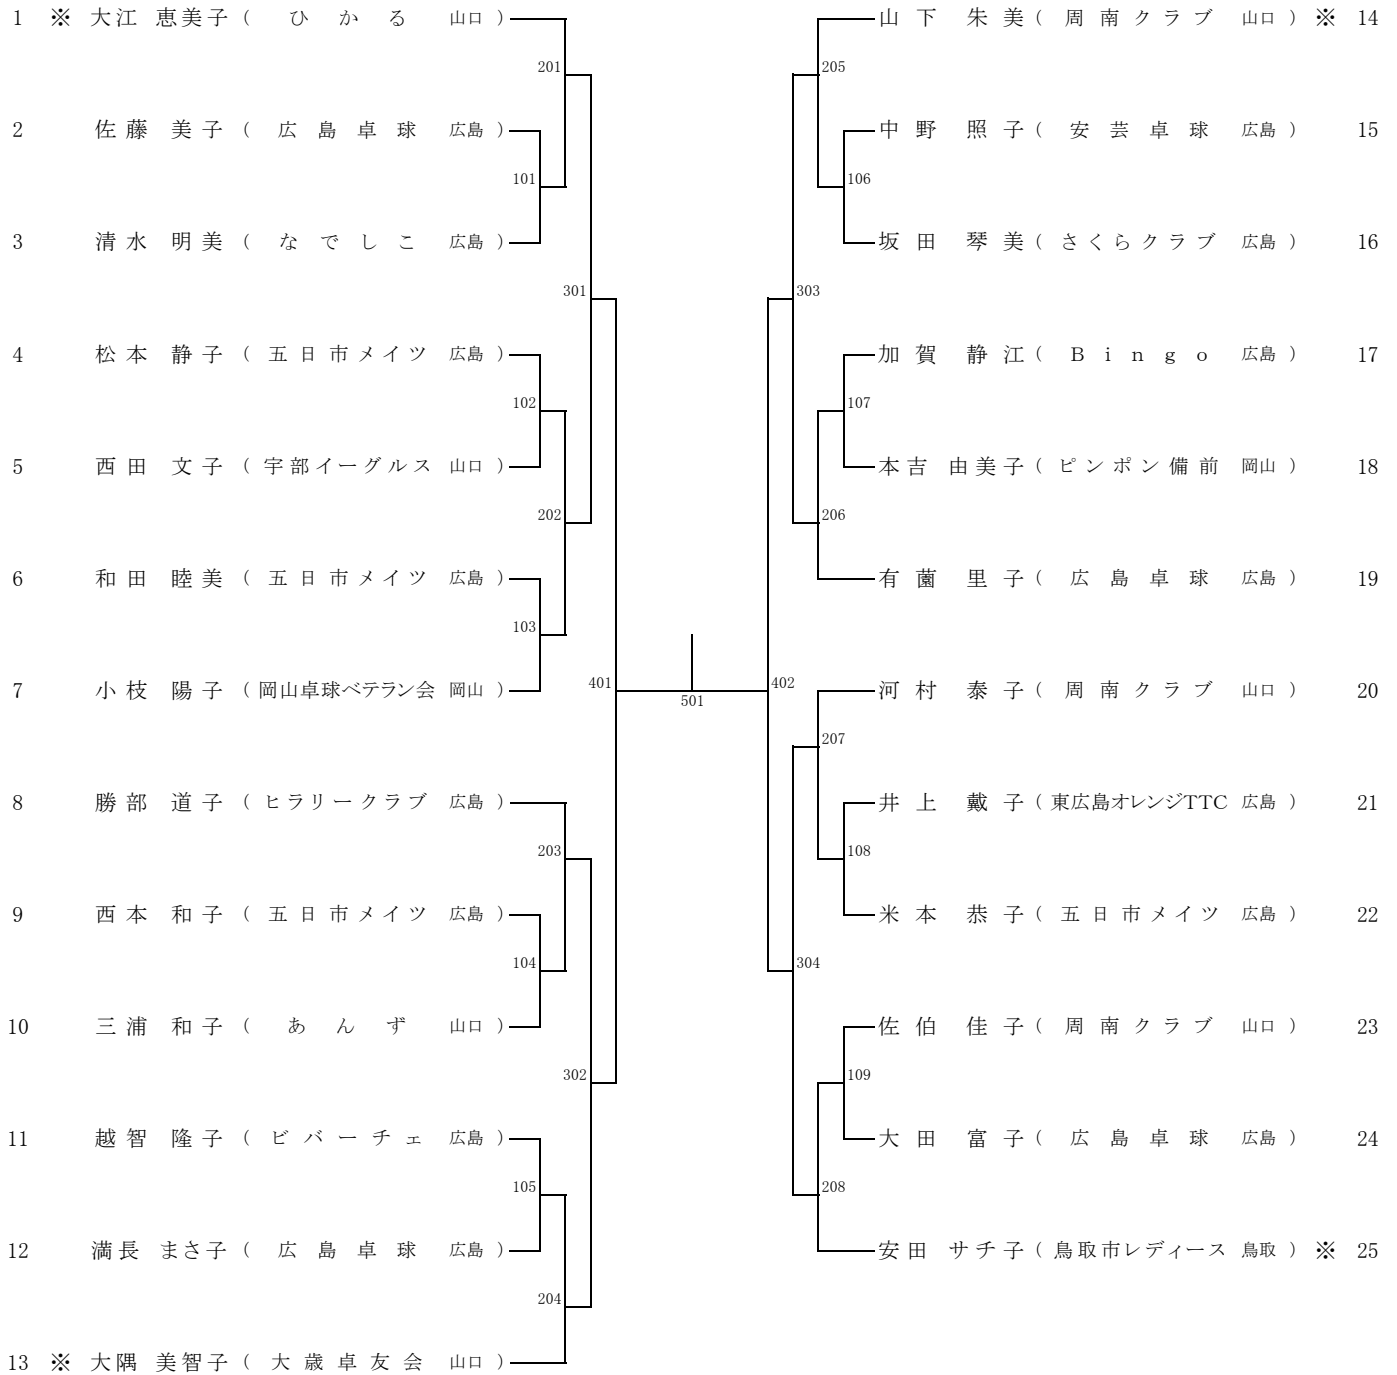 1 ※ 大江 恵美子 ( ひかる 山口 )
201
2 佐藤 美子 ( 広島卓球 広島 )
101
3 清水 明美 ( なでしこ 広島 )
301
4 松本 静子 ( 五日市メイツ 広島 )
102
5 西田 文子 ( 宇部イーグルス 山口 )
202
6 和田 睦美 ( 五日市メイツ 広島 )
103
7 小枝 陽子 ( 岡山卓球ベテラン会 岡山 )
401
8 勝部 道子 ( ヒラリークラブ 広島 )
203
9 西本 和子 ( 五日市メイツ 広島 )
104
10 三浦 和子 ( あんず 山口 )
302
11 越智 隆子 ( ビバーチェ 広島 )
105
12 満長 まさ子 ( 広島卓球 広島 )
204
13 ※ 大隅 美智子 ( 大歳卓友会 山口 )
501
山下 朱美 ( 周南クラブ 山口 ) ※ 14
205
中野 照子 ( 安芸卓球 広島 ) 15
106
坂田 琴美 ( さくらクラブ 広島 ) 16
303
加賀 静江 ( Bingo 広島 ) 17
107
本吉 由美子 ( ピンポン備前 岡山 ) 18
206
有薗 里子 ( 広島卓球 広島 ) 19
402
河村 泰子 ( 周南クラブ 山口 ) 20
207
井上 戴子 ( 東広島オレンジTTC 広島 ) 21
108
米本 恭子 ( 五日市メイツ 広島 ) 22
304
佐伯 佳子 ( 周南クラブ 山口 ) 23
109
大田 富子 ( 広島卓球 広島 ) 24
208
安田 サチ子 ( 鳥取市レディース 鳥取 ) ※ 25